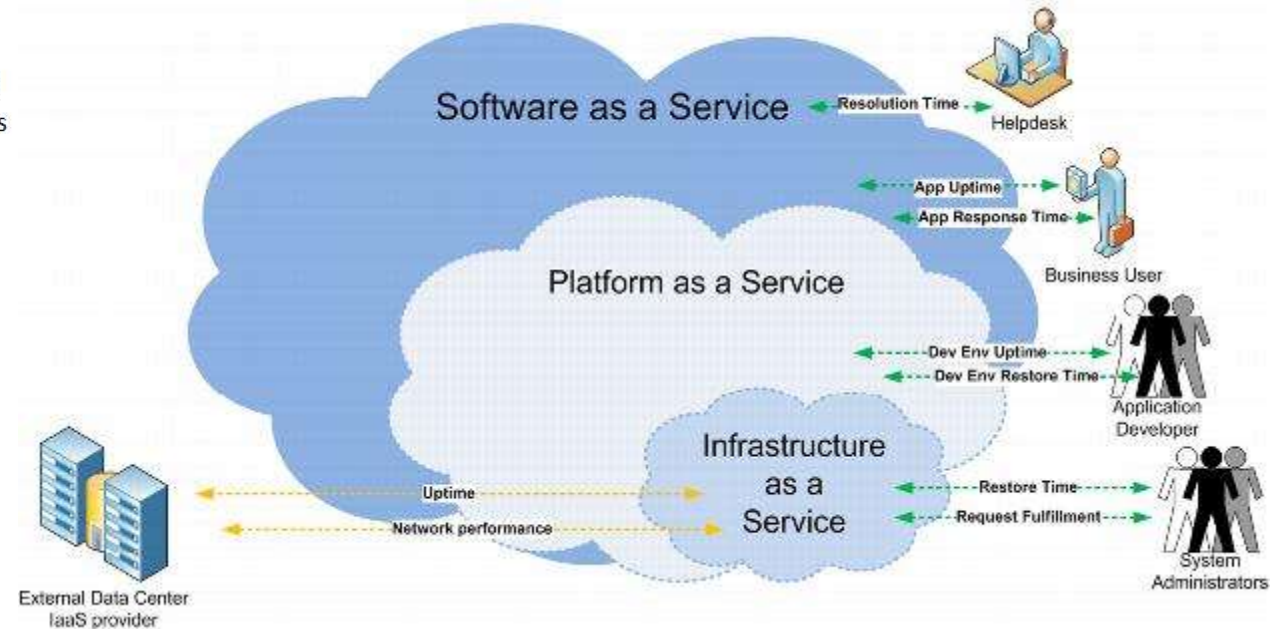 s
Software as a Service
Resolution Time
Helpdesk
App Uptime
App Response Time
Business User
Platform as a Service
Dev Env Uptime
Dev Env Restore Time
Application
Developer
Infrastructure
as a
Service
Uptime
Network performance
Restore Time
Request Fulfillment
System
Administrators
External Data Center
IaaS provider